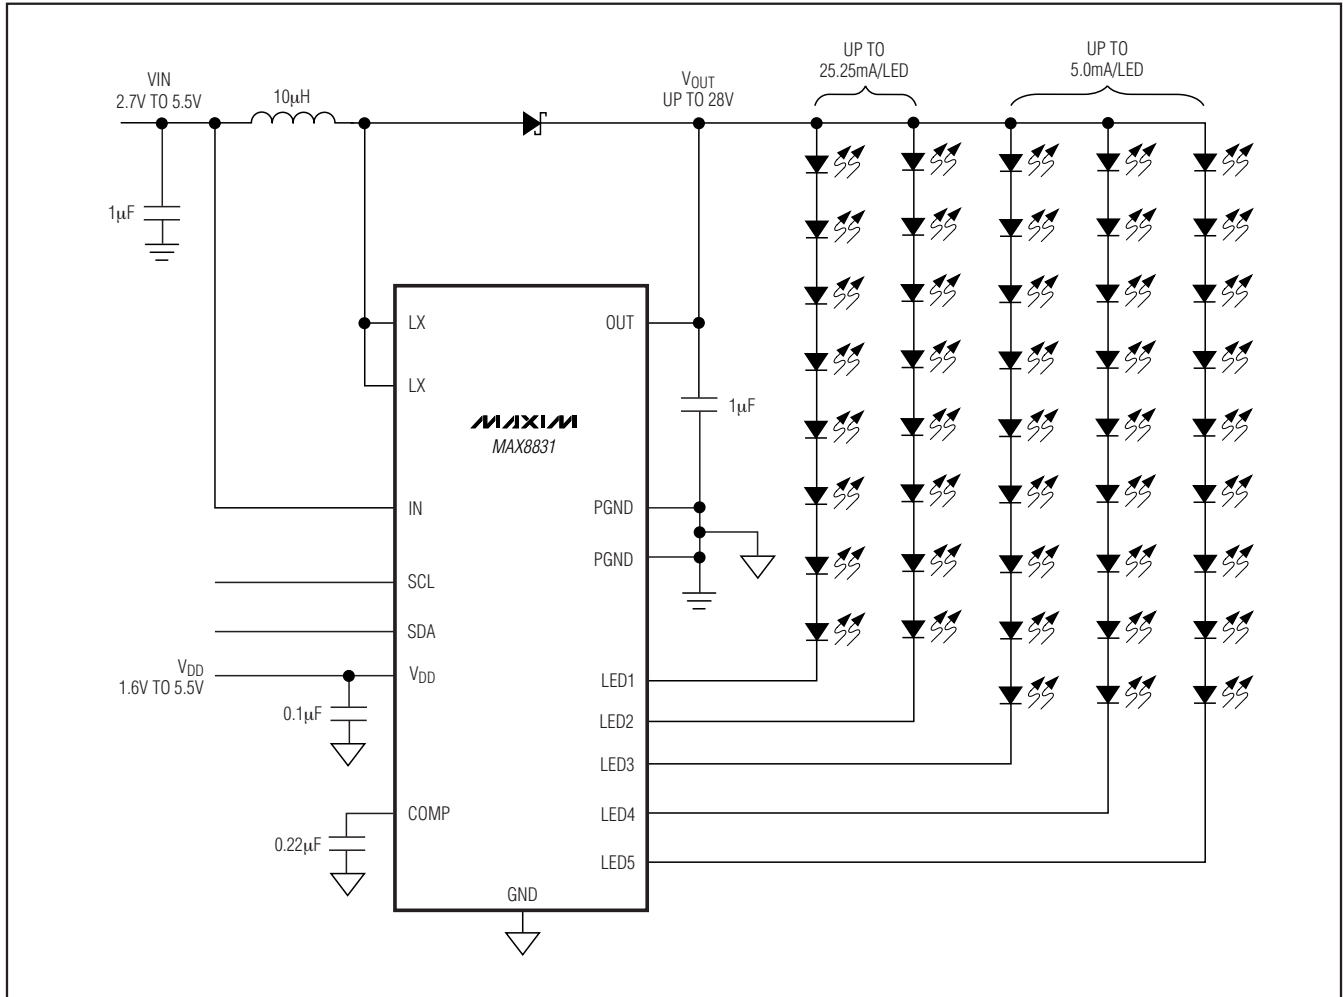 VIN
2.7V TO 5.5V
10µH
VOUT
UP TO 28V
UP TO
25.25mA/LED
UP TO
5.0mA/LED
1µF
LX
OUT
LX
1µF
MAXIM
MAX8831
IN
PGND
PGND
SCL
SDA
VDD
1.6V TO 5.5V
VDD
LED1
0.1µF
LED2
LED3
COMP
LED4
0.22µF
LED5
GND